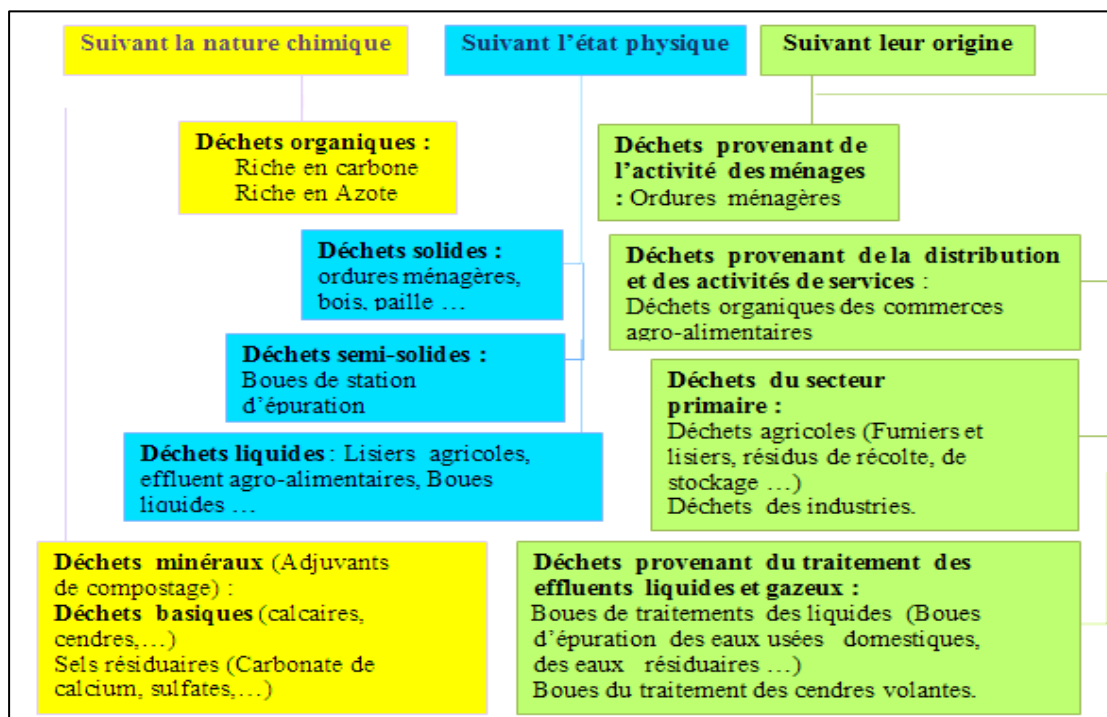 Suivant la nature chimique
Suivant l'état physique
Suivant leur origine
Déchets organiques :
Riche en carbone
Riche en Azote
Déchets solides :
ordures ménagères,
bois, paille …
Déchets semi-solides :
Boues de station
d'épuration
Déchets liquides : Lisiers agricoles,
effluent agro-alimentaires, Boues
liquides …
Déchets minéraux (Adjuvants
de compostage) :
Déchets basiques (calcaires,
cendres,…)
Sels résiduaires (Carbonate de
calcium, sulfates,…)
Déchets provenant de
l'activité des ménages
: Ordures ménagères
Déchets provenant de la distribution
et des activités de services :
Déchets organiques des commerces
agro-alimentaires
Déchets du secteur
primaire :
Déchets agricoles (Fumiers et
lisiers, résidus de récolte, de
stockage …)
Déchets des industries.
Déchets provenant du traitement des
effluents liquides et gazeux :
Boues de traitements des liquides (Boues
d'épuration des eaux usées domestiques,
des eaux résiduaires …)
Boues du traitement des cendres volantes.